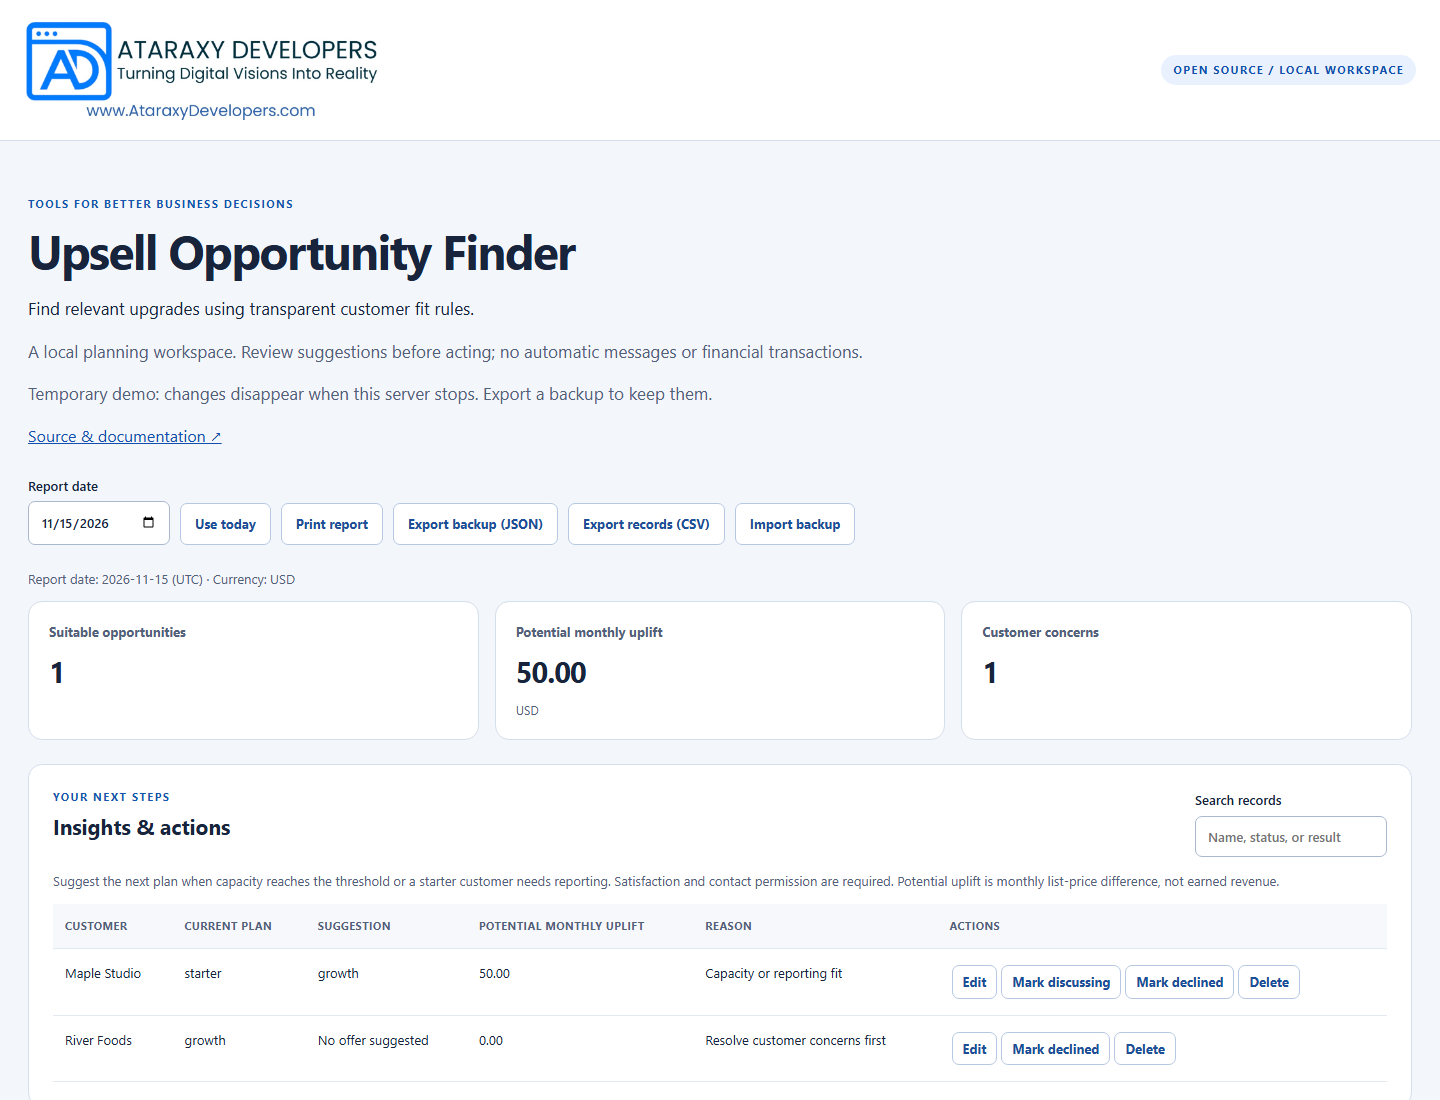 AD
ATARAXY DEVELOPERS
Turning Digital Visions Into Reality
www.AtaraxyDevelopers.com
OPEN SOURCE / LOCAL WORKSPACE
TOOLS FOR BETTER BUSINESS DECISIONS
Upsell Opportunity Finder
Find relevant upgrades using transparent customer fit rules.
A local planning workspace. Review suggestions before acting; no automatic messages or financial transactions.
Temporary demo: changes disappear when this server stops. Export a backup to keep them.
Source & documentation ↗
Report date
11/15/2026 Use today Print report Export backup (JSON) Export records (CSV) Import backup
Report date: 2026-11-15 (UTC) · Currency: USD
Suitable opportunities Potential monthly uplift Customer concerns
1 50.00 1
USD
YOUR NEXT STEPS
Insights & actions
Search records
Name, status, or result
Suggest the next plan when capacity reaches the threshold or a starter customer needs reporting. Satisfaction and contact permission are required. Potential uplift is monthly list-price difference, not earned revenue.
CUSTOMER CURRENT PLAN SUGGESTION POTENTIAL MONTHLY UPLIFT REASON ACTIONS
Maple Studio starter growth 50.00 Capacity or reporting fit Edit Mark discussing Mark declined Delete
River Foods growth No offer suggested 0.00 Resolve customer concerns first Edit Mark declined Delete